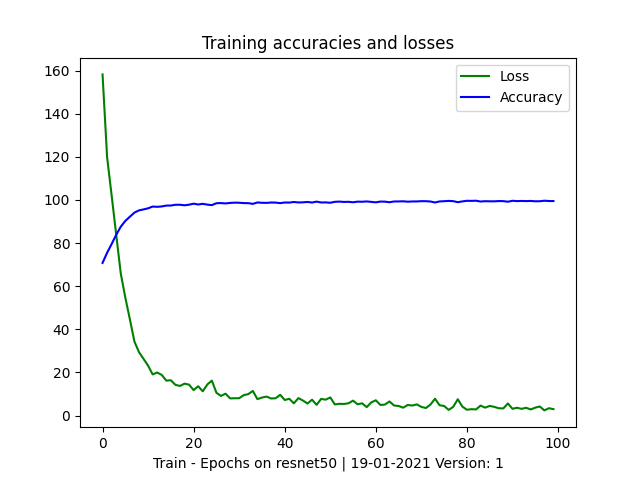 Training accuracies and losses
Loss
Accuracy
160
140
120
100
80
60
40
20
0
0 20 40 60 80 100
Train - Epochs on resnet50 | 19-01-2021 Version: 1